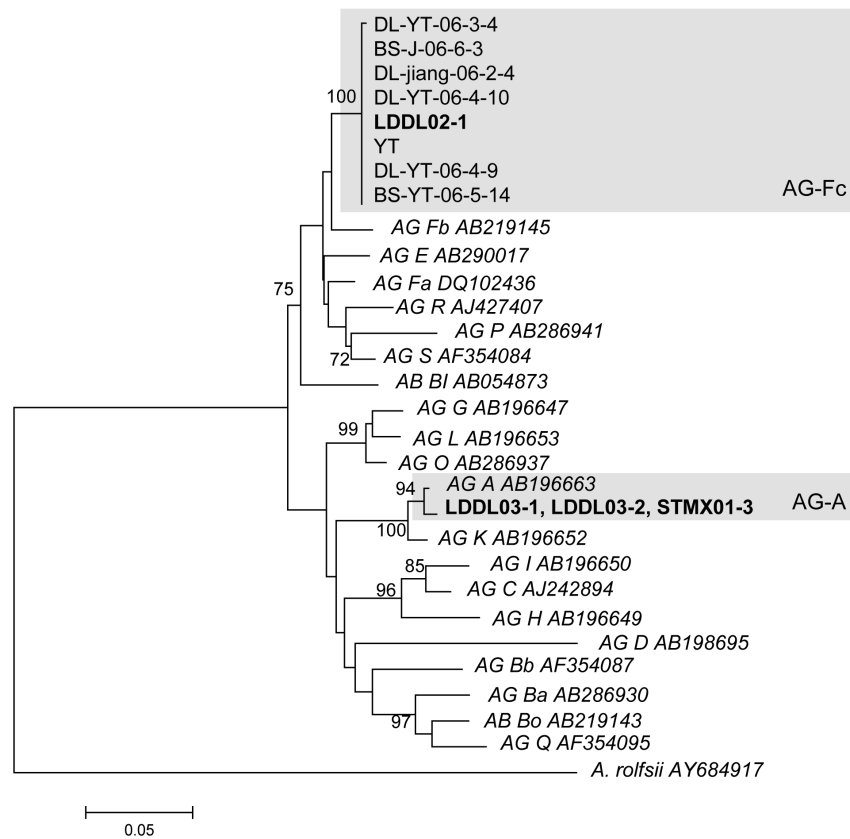 DL-YT-06-3-4
BS-J-06-6-3
DL-jiang-06-2-4
DL-YT-06-4-10
100
LDDL02-1
YT
DL-YT-06-4-9
BS-YT-06-5-14
AG-Fc
AG Fb AB219145
AG E AB290017
AG Fa DQ102436
75
AG R AJ427407
AG P AB286941
72
AG S AF354084
AB BI AB054873
AG G AB196647
99
AG L AB196653
AG O AB286937
94
AG A AB196663
LDDL03-1, LDDL03-2, STMX01-3
AG-A
100
AG K AB196652
85
AG I AB196650
96
AG C AJ242894
AG H AB196649
AG D AB198695
AG Bb AF354087
AG Ba AB286930
97
AB Bo AB219143
AG Q AF354095
A. rolfsii AY684917
0.05